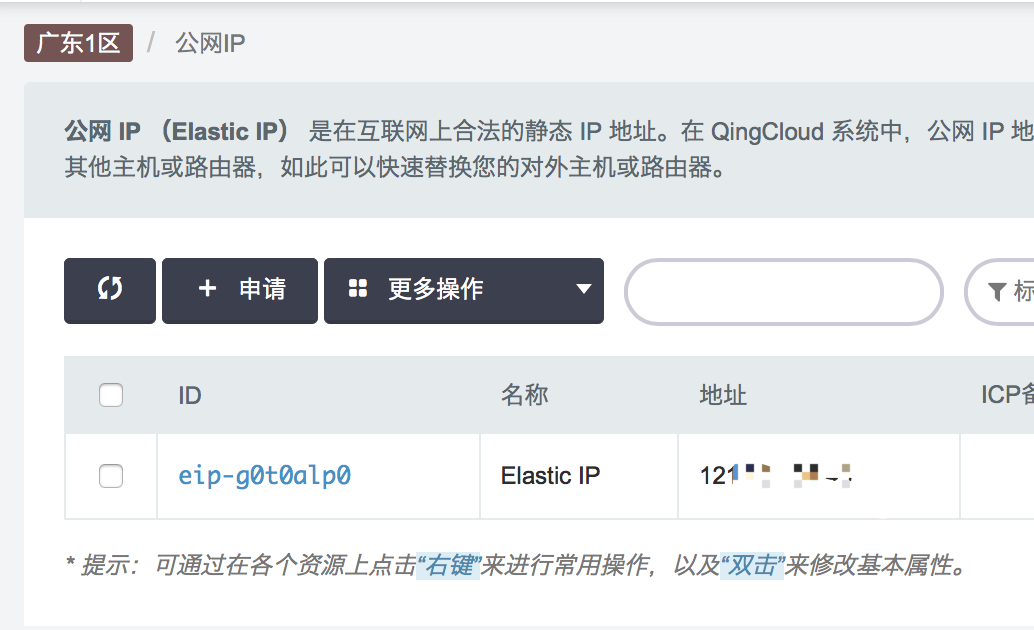 广东1区 / 公网IP
公网 IP （Elastic IP） 是在互联网上合法的静态 IP 地址。在 QingCloud 系统中，公网 IP 地
其他主机或路由器，如此可以快速替换您的对外主机或路由器。
+ 申请 更多操作 标
ID 名称 地址 ICP备
eip-g0t0alp0 Elastic IP 121
* 提示：可通过在各个资源上点击“右键”来进行常用操作，以及“双击”来修改基本属性。